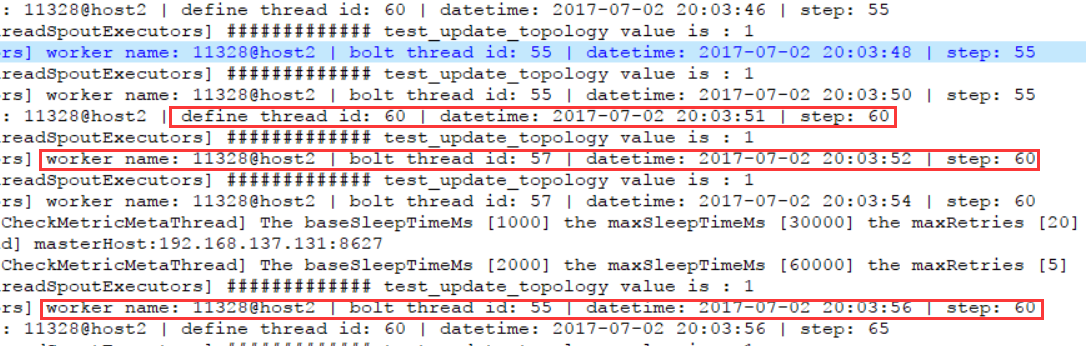 : 11328@host2 | define thread id: 60 | datetime: 2017-07-02 20:03:46 | step: 55
readSpoutExecutors] ############# test_update_topology value is : 1
ors] worker name: 11328@host2 | bolt thread id: 55 | datetime: 2017-07-02 20:03:48 | step: 55
readSpoutExecutors] ############# test_update_topology value is : 1
ors] worker name: 11328@host2 | bolt thread id: 55 | datetime: 2017-07-02 20:03:50 | step: 55
: 11328@host2 | define thread id: 60 | datetime: 2017-07-02 20:03:51 | step: 60
readSpoutExecutors] ############# test_update_topology value is : 1
ors] worker name: 11328@host2 | bolt thread id: 57 | datetime: 2017-07-02 20:03:52 | step: 60
readSpoutExecutors] ############# test_update_topology value is : 1
ors] worker name: 11328@host2 | bolt thread id: 57 | datetime: 2017-07-02 20:03:54 | step: 60
CheckMetricMetaThread] The baseSleepTimeMs [1000] the maxSleepTimeMs [30000] the maxRetries [20]
ad] masterHost:192.168.137.131:8627
CheckMetricMetaThread] The baseSleepTimeMs [2000] the maxSleepTimeMs [60000] the maxRetries [5]
readSpoutExecutors] ############# test_update_topology value is : 1
ors] worker name: 11328@host2 | bolt thread id: 55 | datetime: 2017-07-02 20:03:56 | step: 60
: 11328@host2 | define thread id: 60 | datetime: 2017-07-02 20:03:56 | step: 65